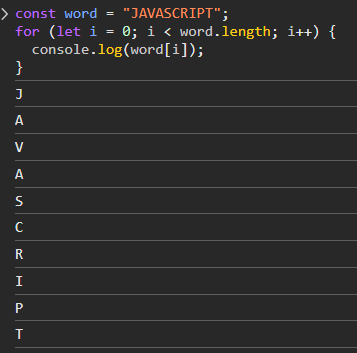 const word = "JAVASCRIPT";
for (let i = 0; i < word.length; i++) {
  console.log(word[i]);
}
J
A
V
A
S
C
R
I
P
T